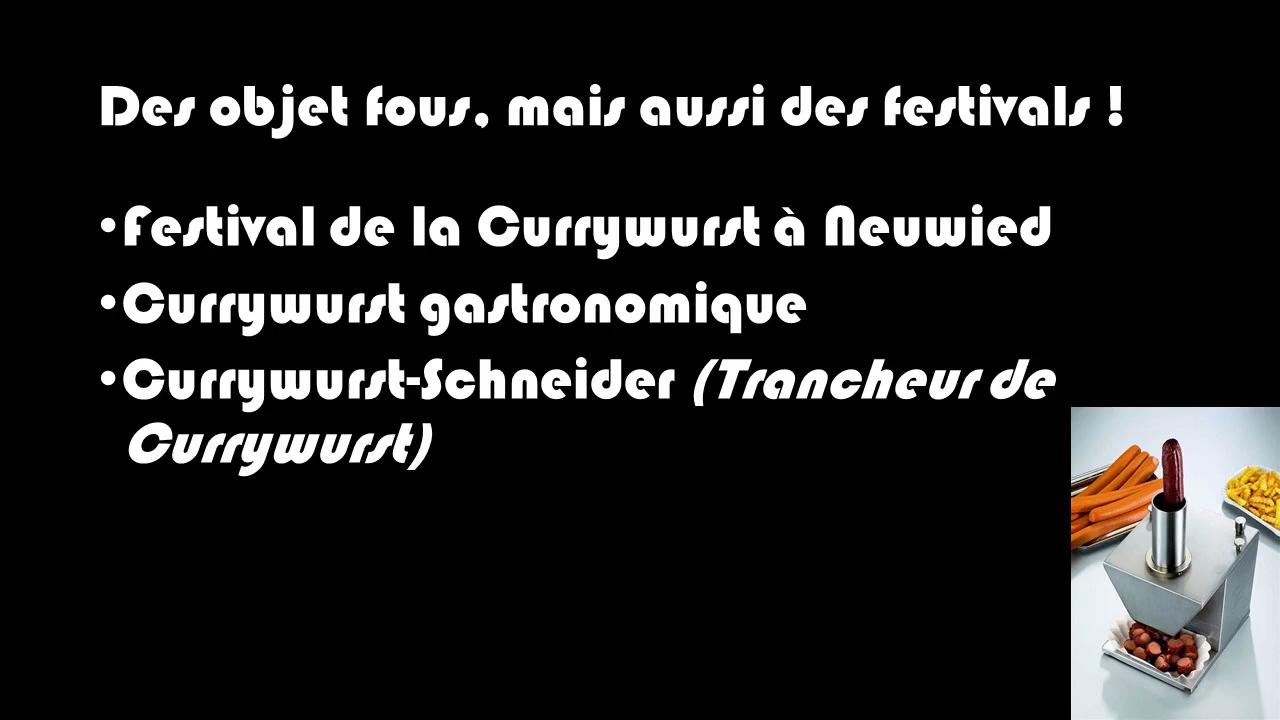 Des objet fous, mais aussi des festivals !
•Festival de la Currywurst à Neuwied
•Currywurst gastronomique
•Currywurst-Schneider (Trancheur de
Currywurst)